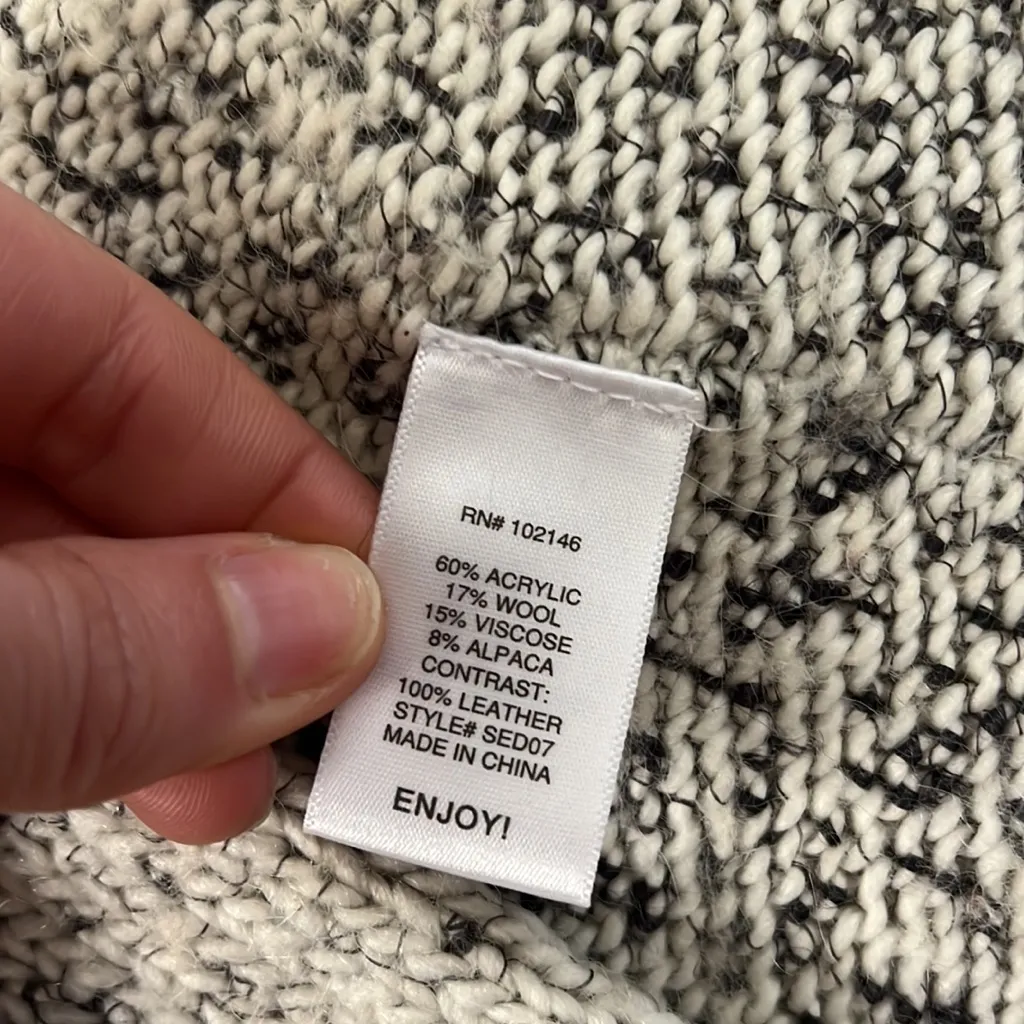 RN# 102146
60% ACRYLIC
17% WOOL
15% VISCOSE
8% ALPACA
CONTRAST:
100% LEATHER
STYLE# SED07
MADE IN CHINA
ENJOY!